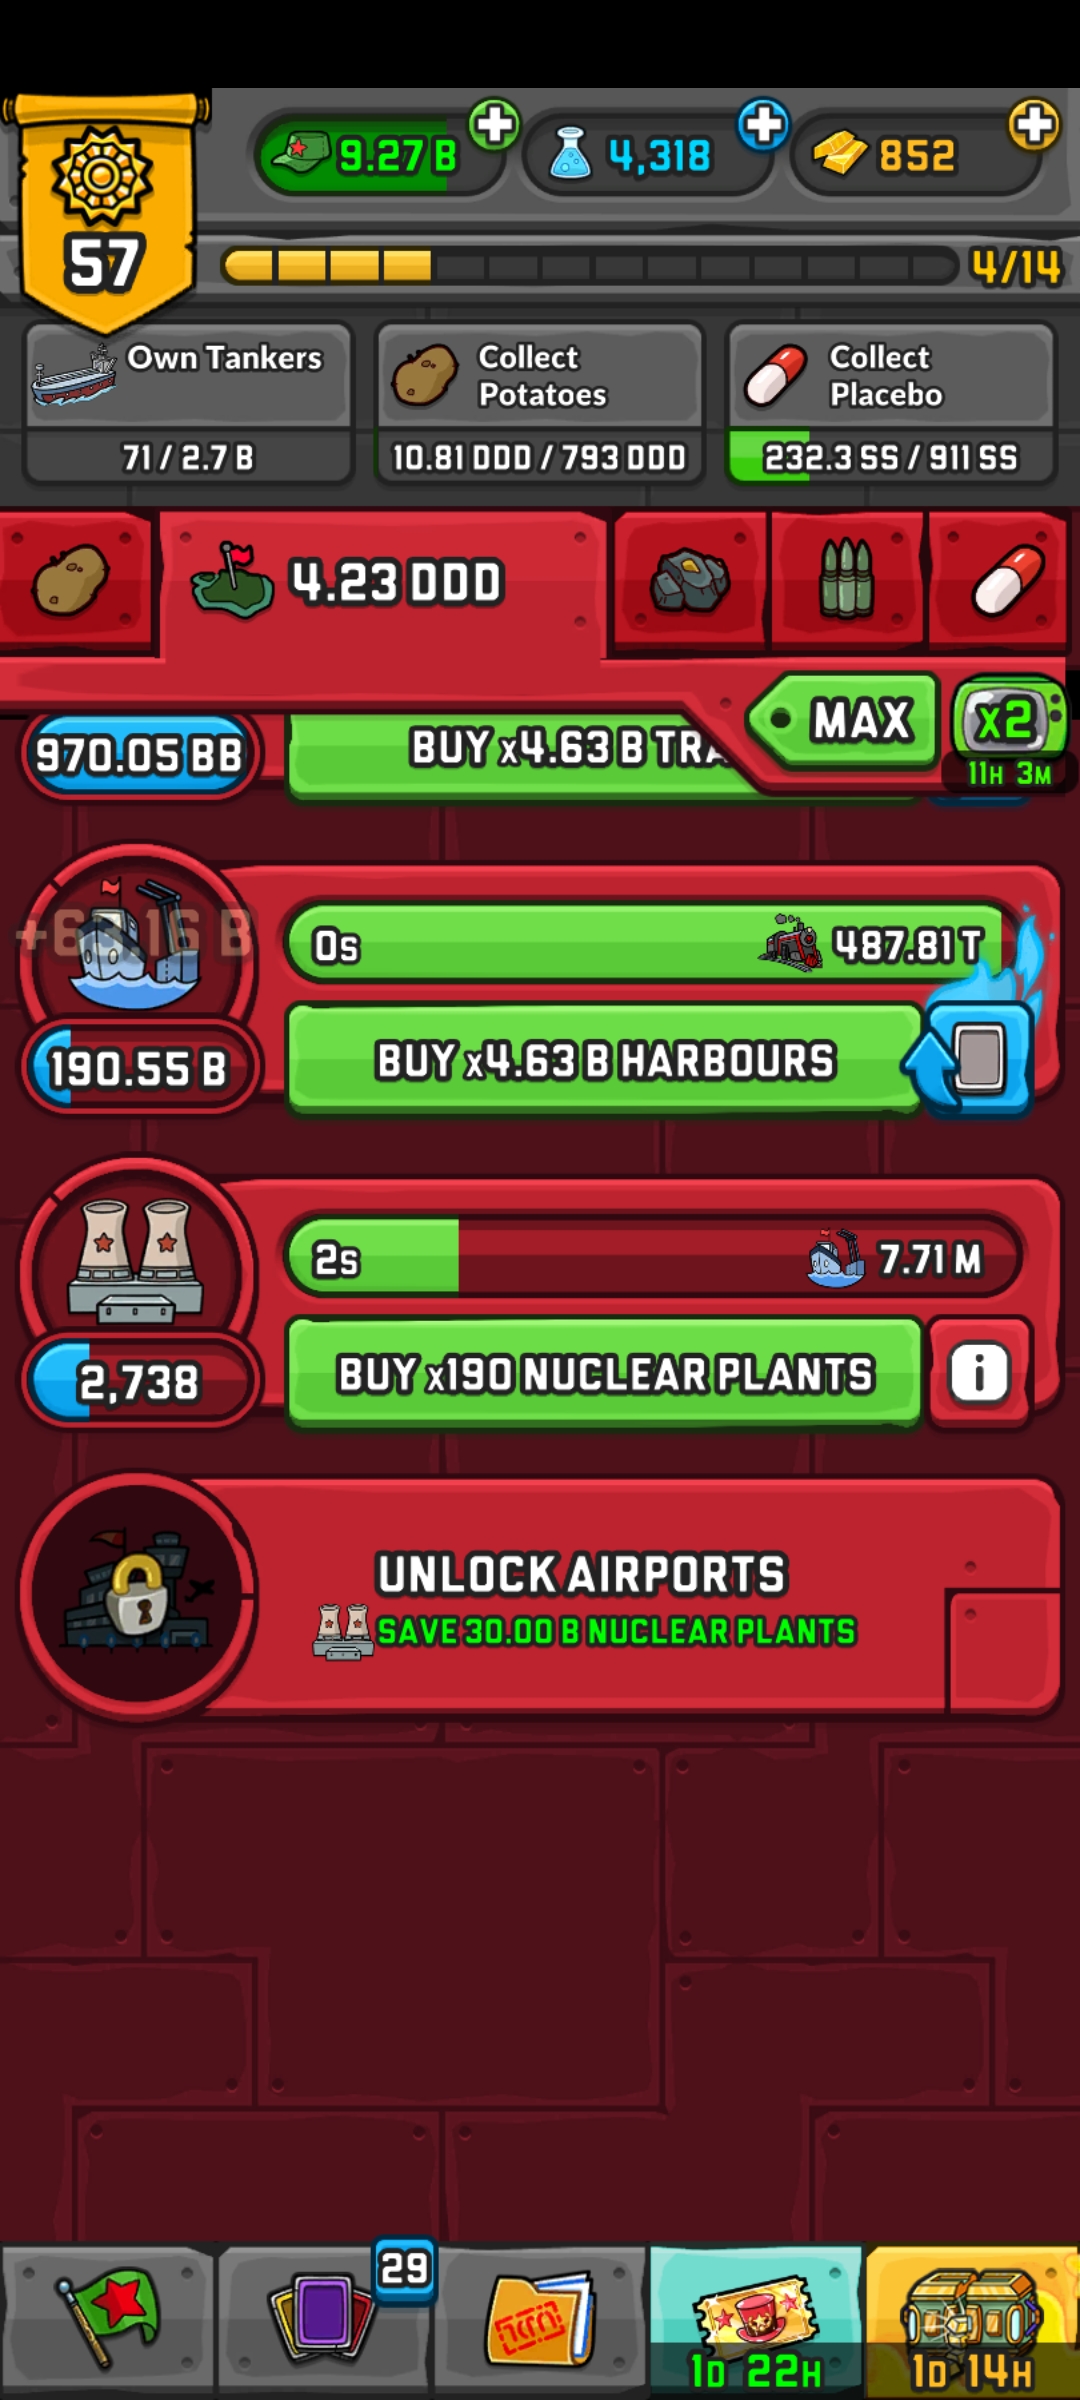 9.27 B
4,318
852
57
4/14
Own Tankers
71 / 2.7 B
Collect
Potatoes
10.81 DDD / 793 DDD
Collect
Placebo
232.3 SS / 911 SS
4.23 DDD
MAX
x2
11H 3M
970.05 BB
BUY x4.63 B
0s
487.81 T
190.55 B
BUY x4.63 B HARBOURS
2s
7.71 M
2,738
BUY x190 NUCLEAR PLANTS
i
UNLOCK AIRPORTS
SAVE 30.00 B NUCLEAR PLANTS
29
1D 22H
1D 14H